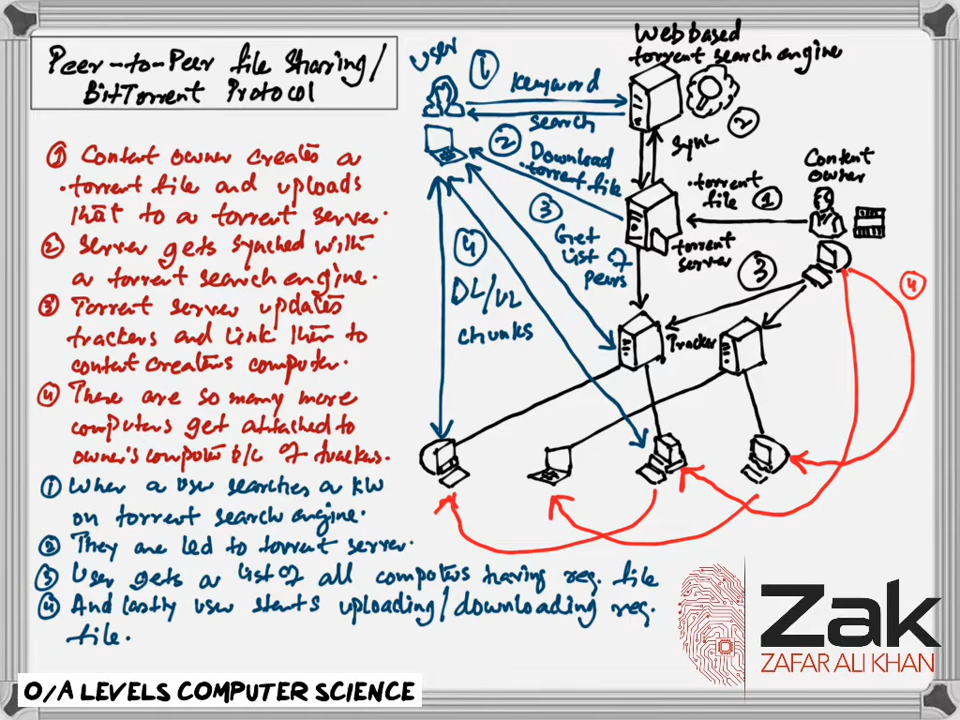 Peer-to-Peer file Sharing/
BitTorrent Protocol
① Content owner creates a
.torrent file and uploads
that to a torrent server.
② Server gets synched with
a torrent search engine.
③ Torrent server updates
trackers and link them to
content creators computer.
④ There are so many more
computers get attached to
owner's computer b/c of trackers.
① When a user searches a KW
on torrent search engine.
② They are led to torrent server.
③ User gets a list of all computers having req. file
④ And lastly user starts uploading/downloading req.
file.
User
①
Keyword
search
Web based
torrent search engine
Sync ②
② Download
.torrent file
.torrent
file ①
Content
owner
torrent
server
③ Get
List of
peers
③
④
DL/UL
chunks
Tracker
④
Zak
ZAFAR ALI KHAN
O/A LEVELS COMPUTER SCIENCE